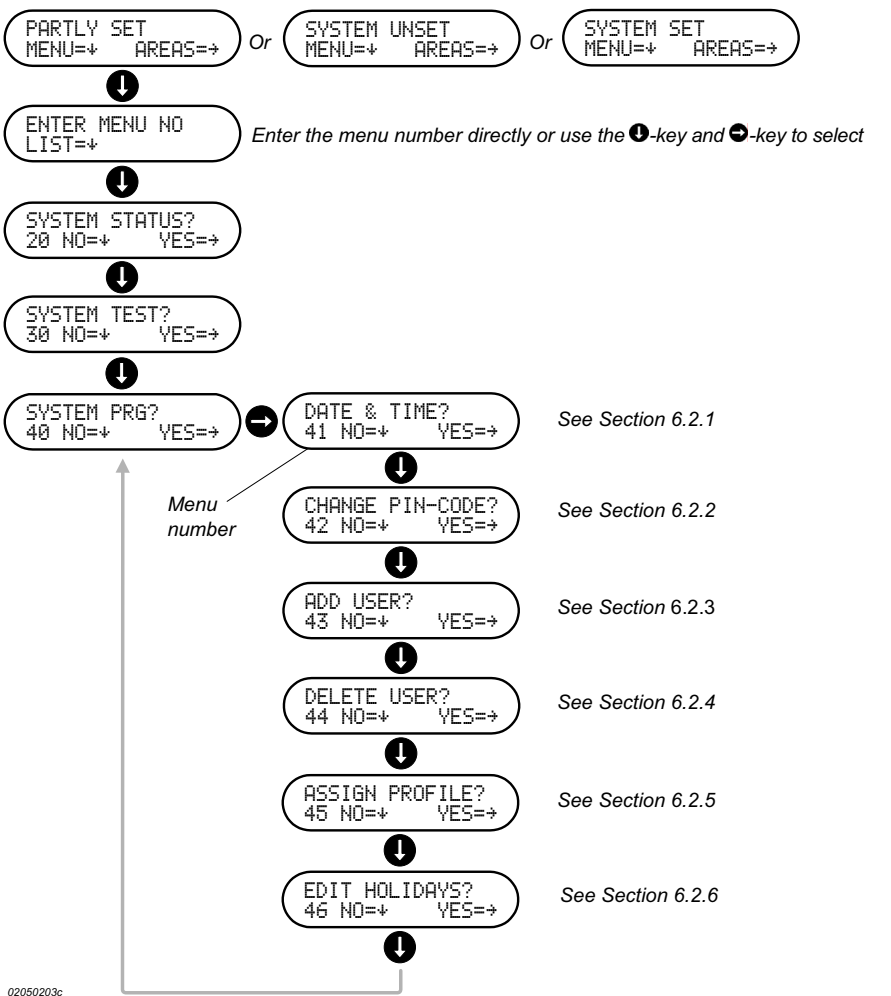 PARTLY SET
MENU=↓ AREAS=→
Or
SYSTEM UNSET
MENU=↓ AREAS=→
Or
SYSTEM SET
MENU=↓ AREAS=→
ENTER MENU NO
LIST=↓
Enter the menu number directly or use the ⬇-key and ➡-key to select
SYSTEM STATUS?
20 NO=↓ YES=→
SYSTEM TEST?
30 NO=↓ YES=→
SYSTEM PRG?
40 NO=↓ YES=→
DATE & TIME?
41 NO=↓ YES=→
See Section 6.2.1
Menu
number
CHANGE PIN-CODE?
42 NO=↓ YES=→
See Section 6.2.2
ADD USER?
43 NO=↓ YES=→
See Section 6.2.3
DELETE USER?
44 NO=↓ YES=→
See Section 6.2.4
ASSIGN PROFILE?
45 NO=↓ YES=→
See Section 6.2.5
EDIT HOLIDAYS?
46 NO=↓ YES=→
See Section 6.2.6
02050203c